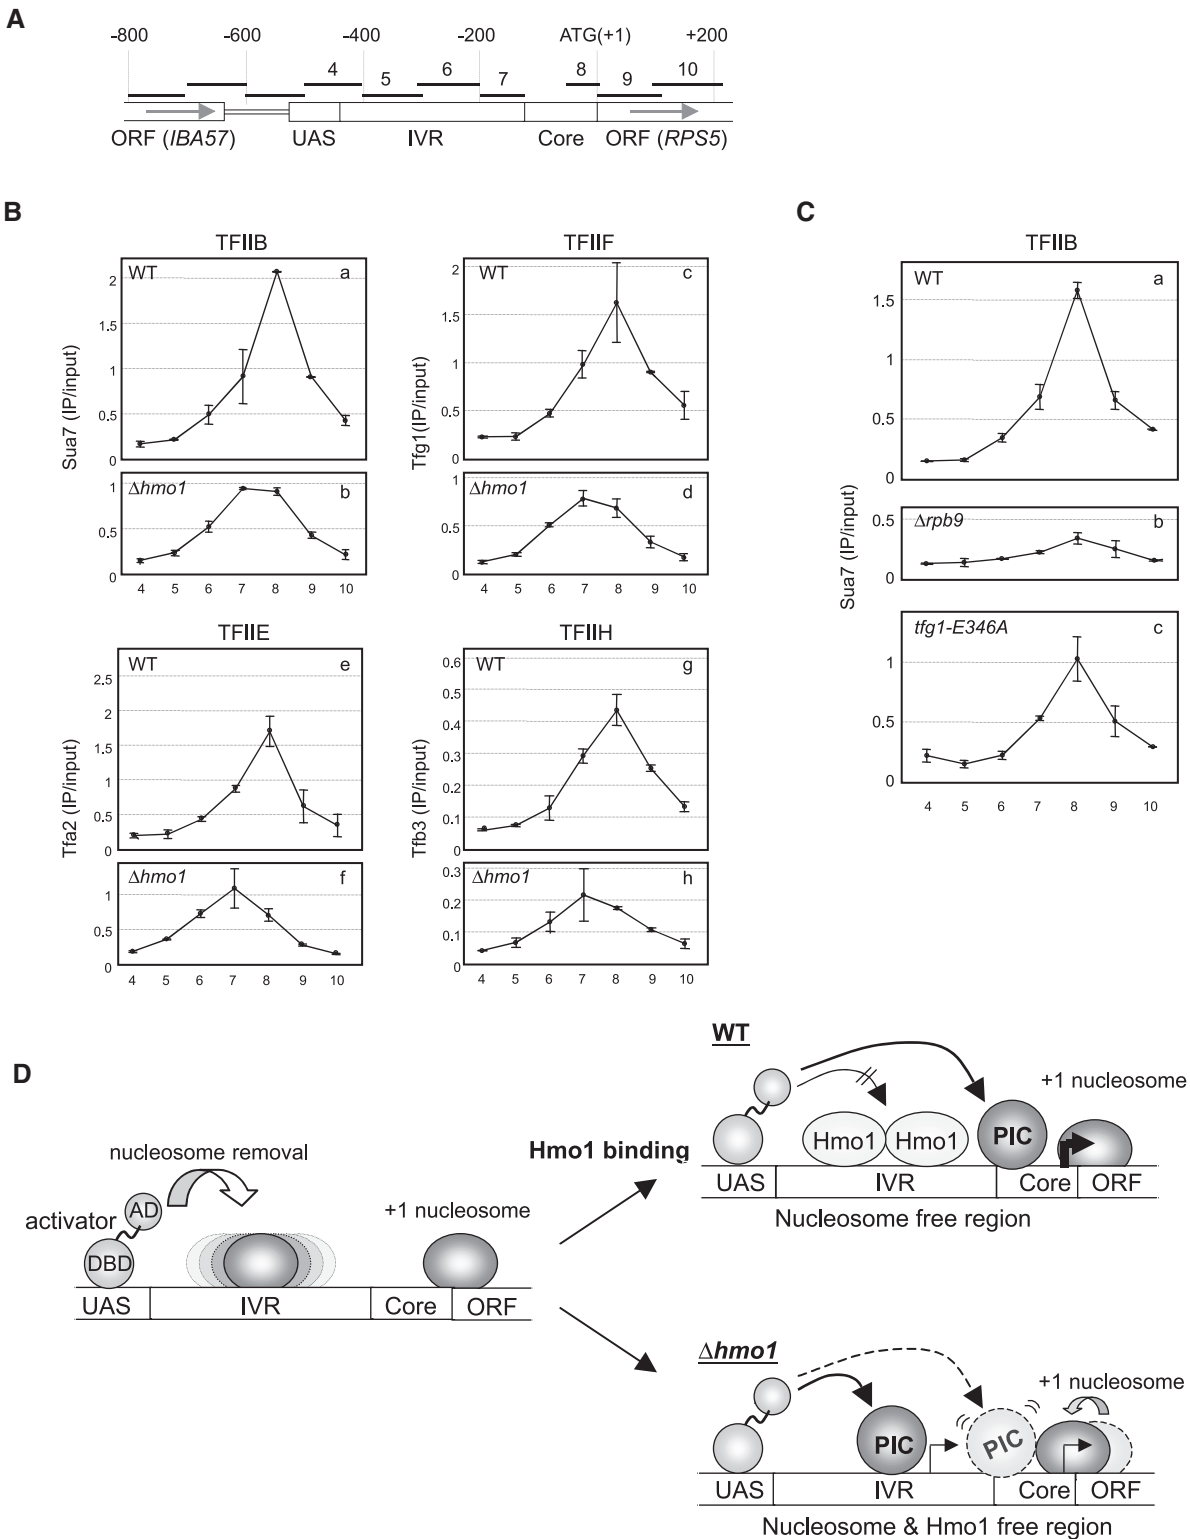 A
-800 -600 -400 -200 ATG(+1) +200
4 5 6 7 8 9 10
ORF (IBA57) UAS IVR Core ORF (RPS5)
B
TFIIB
WT a
Sua7 (IP/input)
2
1.5
1
0.5
0
Δhmo1 b
1
0.5
0
4 5 6 7 8 9 10
TFIIF
WT c
Tfg1(IP/input)
2
1.5
1
0.5
0
Δhmo1 d
1
0.5
0
4 5 6 7 8 9 10
TFIIE
WT e
Tfa2 (IP/input)
2.5
2
1.5
1
0.5
0
Δhmo1 f
1
0.5
0
4 5 6 7 8 9 10
TFIIH
WT g
Tfb3 (IP/input)
0.6
0.5
0.4
0.3
0.2
0.1
0
Δhmo1 h
0.3
0.2
0.1
0
4 5 6 7 8 9 10
C
TFIIB
WT a
Sua7 (IP/input)
1.5
1
0.5
0
Δrpb9 b
0.5
0
tfg1-E346A c
1
0.5
0
4 5 6 7 8 9 10
D
nucleosome removal
activator
AD
DBD
+1 nucleosome
UAS IVR Core ORF
Hmo1 binding
WT
+1 nucleosome
Hmo1 Hmo1 PIC
UAS IVR Core ORF
Nucleosome free region
Δhmo1
+1 nucleosome
PIC PIC
UAS IVR Core ORF
Nucleosome & Hmo1 free region